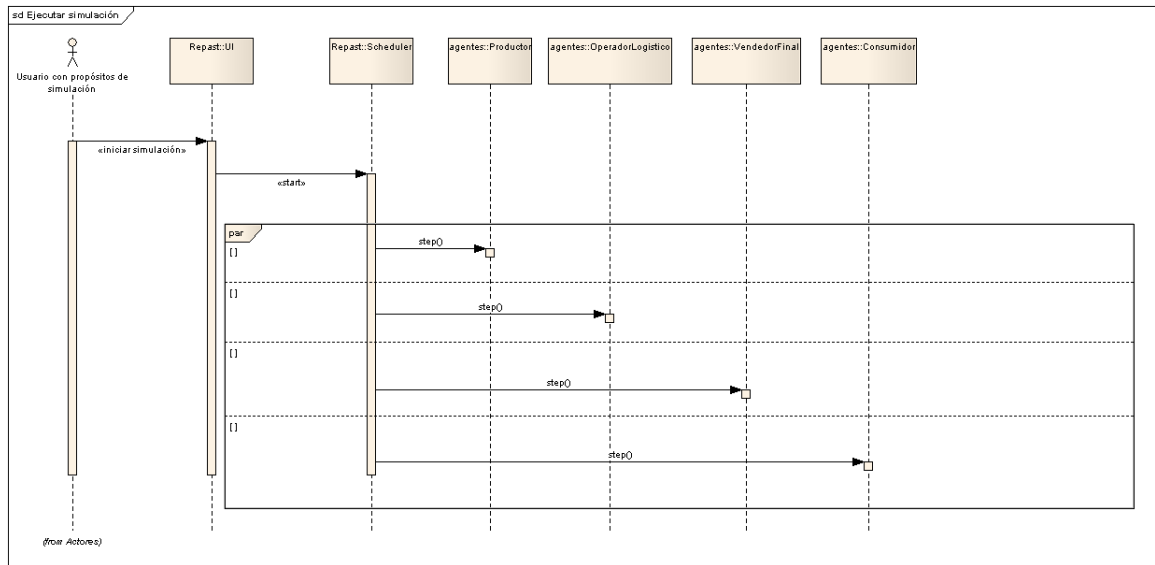 sd Ejecutar simulación
Usuario con propósitos de
simulación
Repast::UI
Repast::Scheduler
agentes::Productor
agentes::OperadorLogistico
agentes::VendedorFinal
agentes::Consumidor
«iniciar simulación»
«start»
par
step()
[ ]
[ ]
step()
[ ]
step()
[ ]
step()
(from Actores)